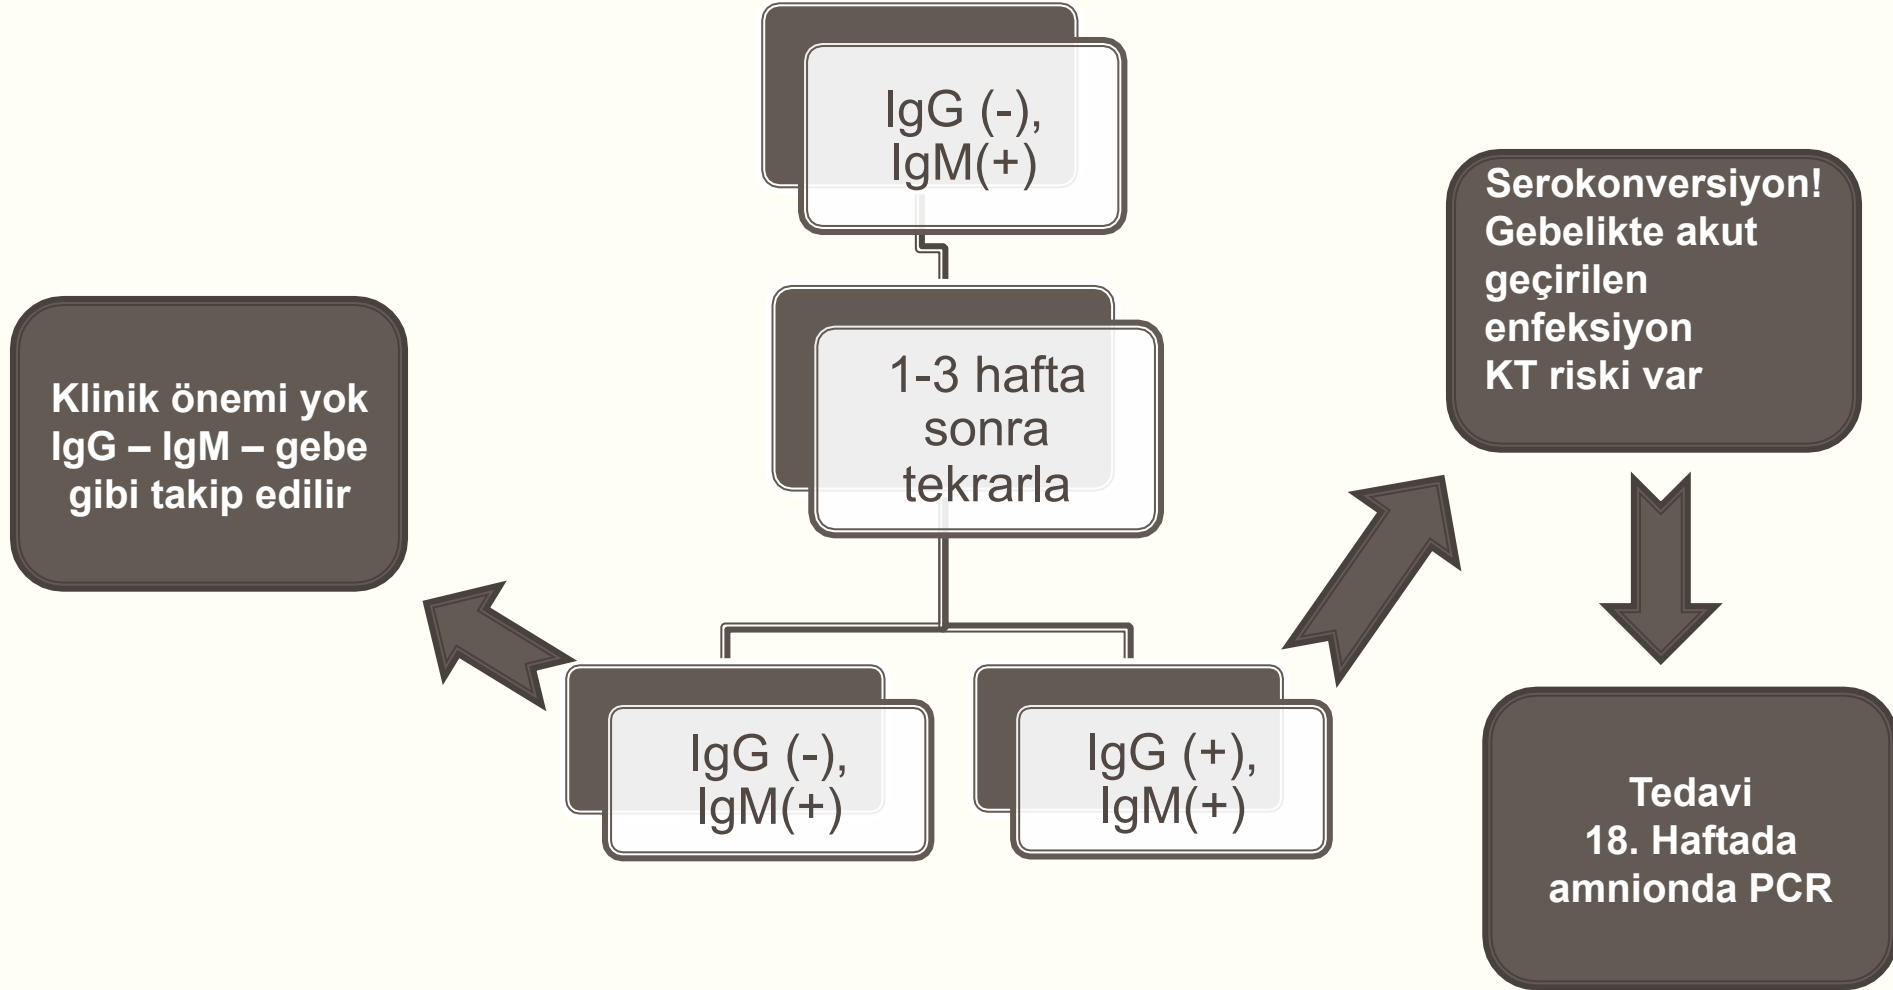 IgG (-),
IgM(+)
1-3 hafta
sonra
tekrarla
IgG (-),
IgM(+)
IgG (+),
IgM(+)
Klinik önemi yok
IgG – IgM – gebe
gibi takip edilir
Serokonversiyon!
Gebelikte akut
geçirilen
enfeksiyon
KT riski var
Tedavi
18. Haftada
amnionda PCR